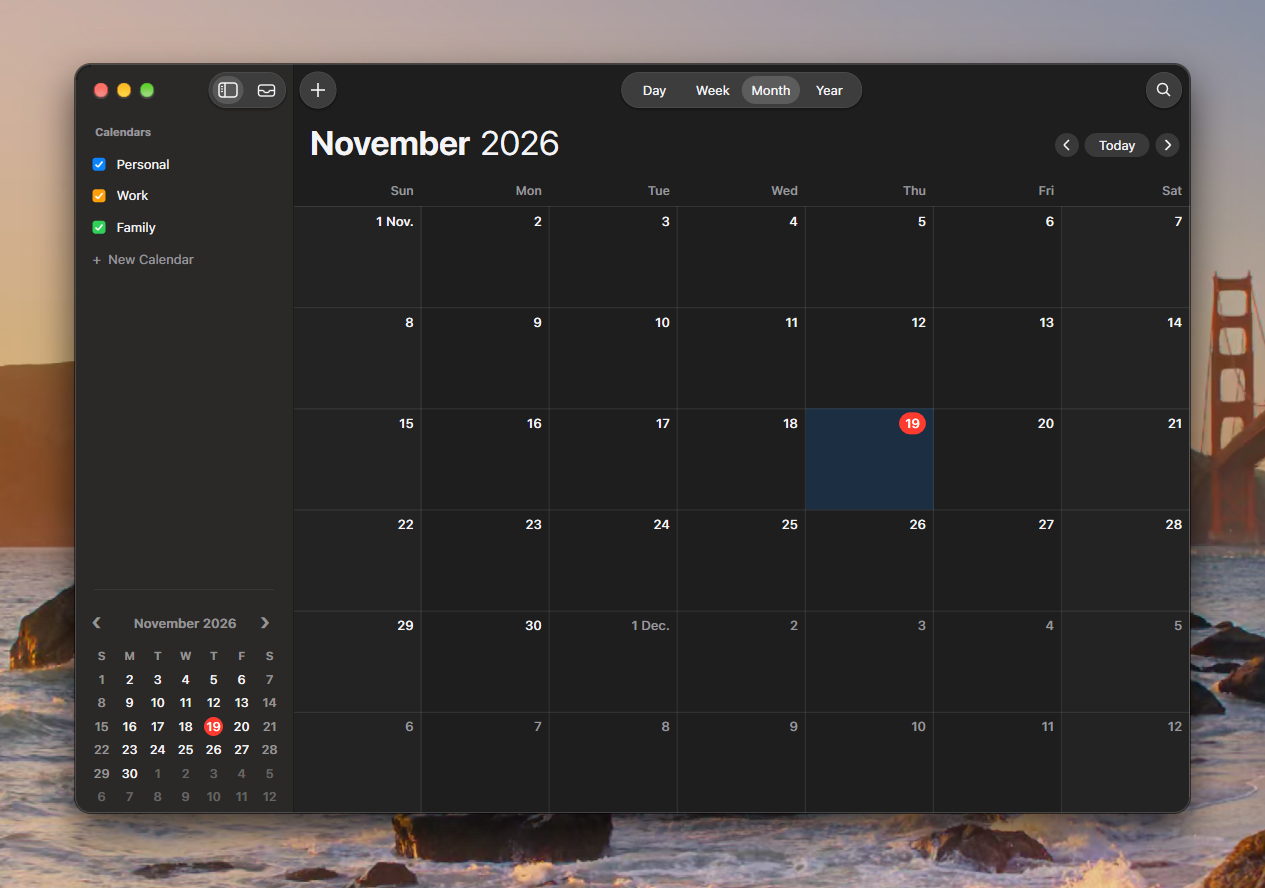 Day Week Month Year
Calendars
Personal
Work
Family
+ New Calendar
November 2026
Today
Sun Mon Tue Wed Thu Fri Sat
1 Nov. 2 3 4 5 6 7
8 9 10 11 12 13 14
15 16 17 18 19 20 21
22 23 24 25 26 27 28
29 30 1 Dec. 2 3 4 5
6 7 8 9 10 11 12
November 2026
S M T W T F S
1 2 3 4 5 6 7
8 9 10 11 12 13 14
15 16 17 18 19 20 21
22 23 24 25 26 27 28
29 30 1 2 3 4 5
6 7 8 9 10 11 12